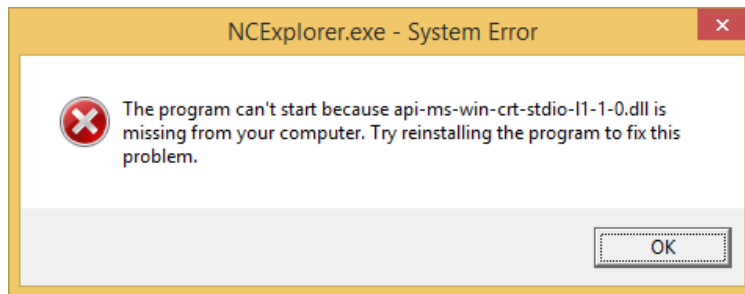 NCExplorer.exe - System Error
The program can't start because api-ms-win-crt-stdio-l1-1-0.dll is
missing from your computer. Try reinstalling the program to fix this
problem.
OK